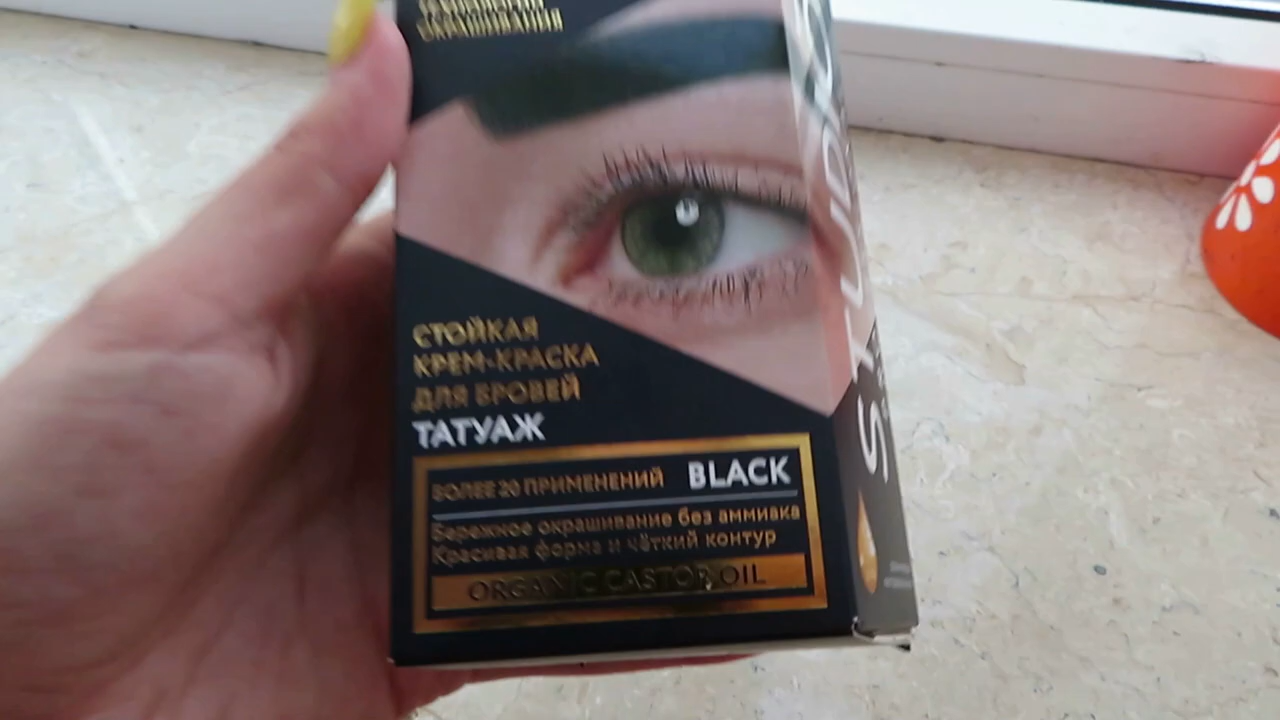 ОКРАШИВАНИЯ
СТОЙКАЯ
КРЕМ-КРАСКА
ДЛЯ БРОВЕЙ
ТАТУАЖ
БОЛЕЕ 20 ПРИМЕНЕНИЙ BLACK
Бережное окрашивание без аммиака
Красивая форма и чёткий контур
ORGANIC CASTOR OIL